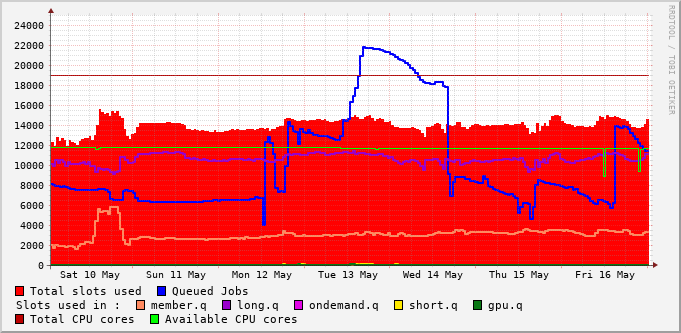 RRDTOOL / TOBI OETIKER
24000
22000
20000
18000
16000
14000
12000
10000
8000
6000
4000
2000
0
Sat 10 May Sun 11 May Mon 12 May Tue 13 May Wed 14 May Thu 15 May Fri 16 May
Total slots used Queued Jobs
Slots used in : member.q long.q ondemand.q short.q gpu.q
Total CPU cores Available CPU cores